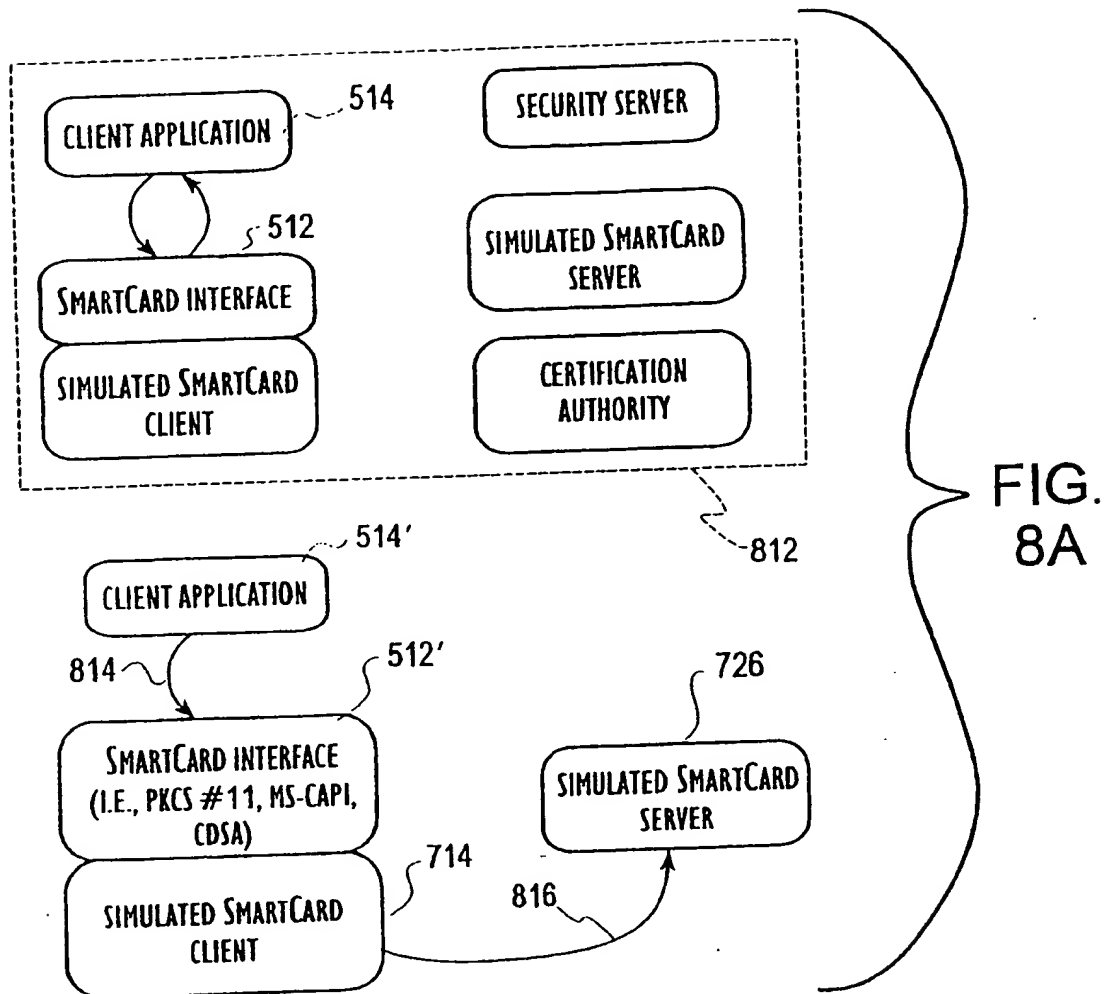 CLIENT APPLICATION
514
SECURITY SERVER
512
SMARTCARD INTERFACE
SIMULATED SMARTCARD
CLIENT
SIMULATED SMARTCARD
SERVER
CERTIFICATION
AUTHORITY
812
FIG.
8A
514'
CLIENT APPLICATION
814
512'
SMARTCARD INTERFACE
(I.E., PKCS #11, MS-CAPI,
CDSA)
714
SIMULATED SMARTCARD
CLIENT
726
SIMULATED SMARTCARD
SERVER
816